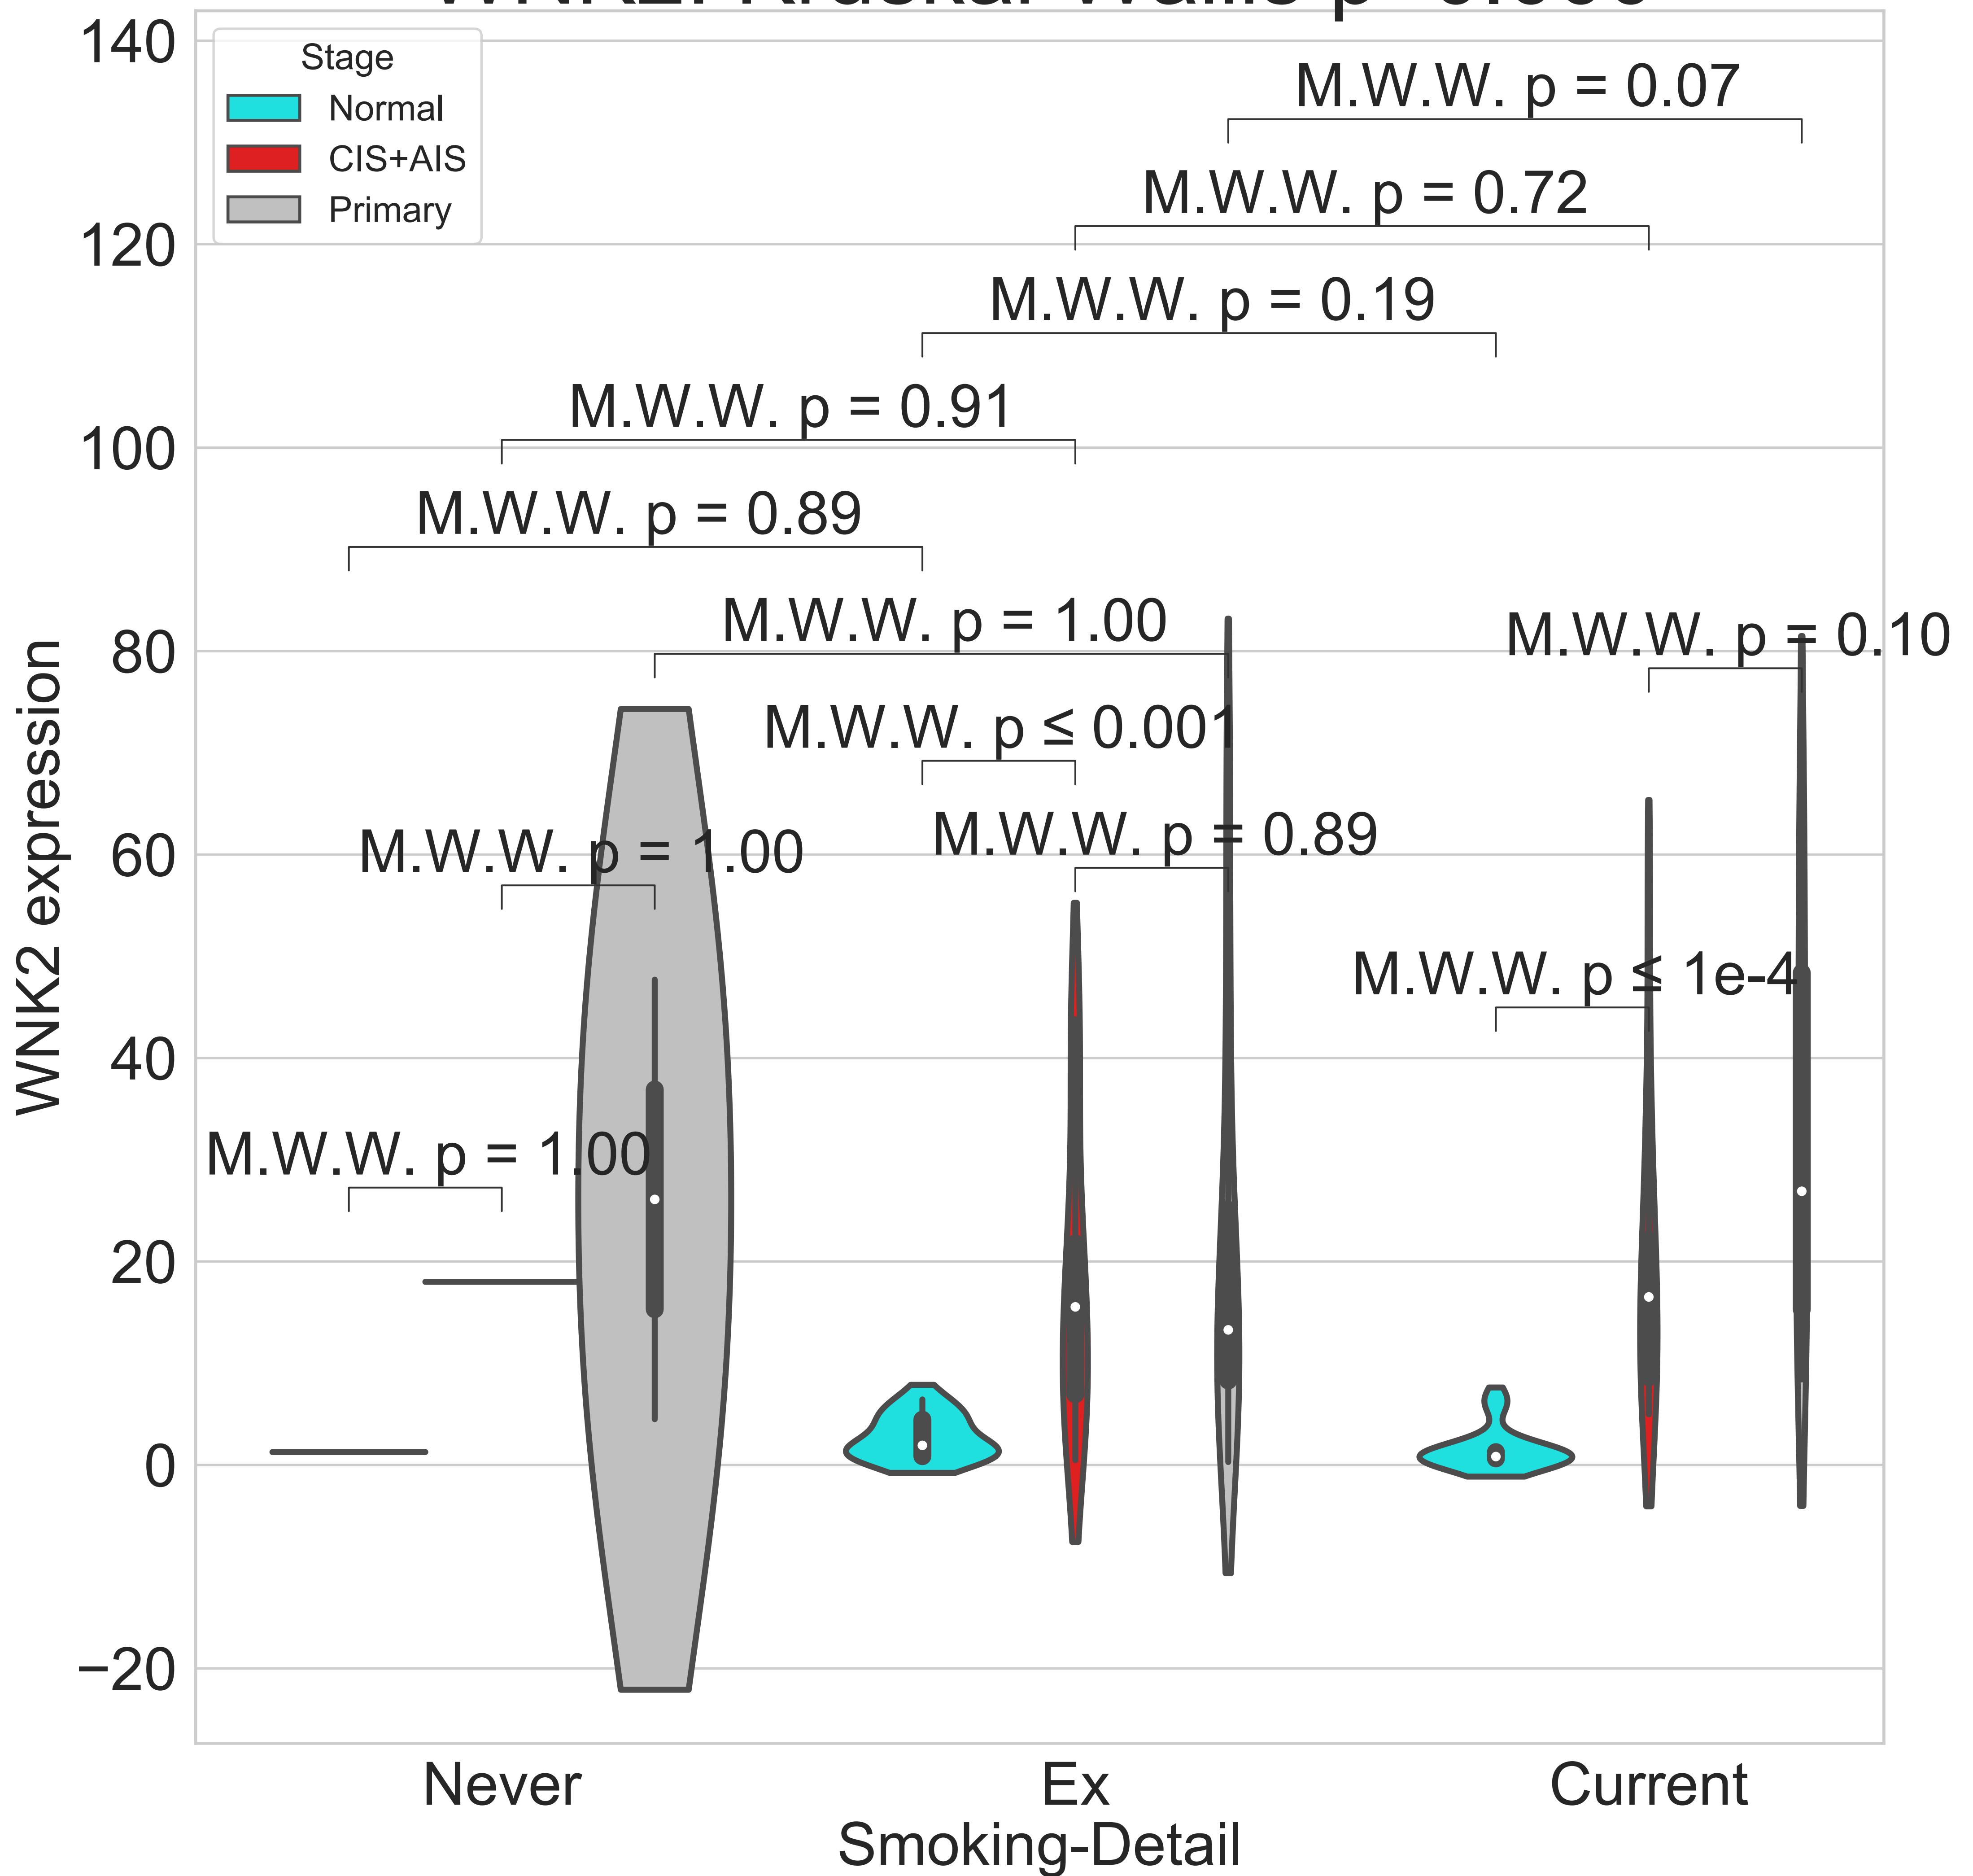 Stage
Normal
CIS+AIS
Primary
140
120
100
80
60
40
20
0
−20
WNK2 expression
M.W.W. p = 0.07
M.W.W. p = 0.72
M.W.W. p = 0.19
M.W.W. p = 0.91
M.W.W. p = 0.89
M.W.W. p = 1.00
M.W.W. p = 0.10
M.W.W. p ≤ 0.001
M.W.W. p = 0.89
M.W.W. p = 1.00
M.W.W. p ≤ 1e-4
M.W.W. p = 1.00
Never
Ex
Current
Smoking-Detail